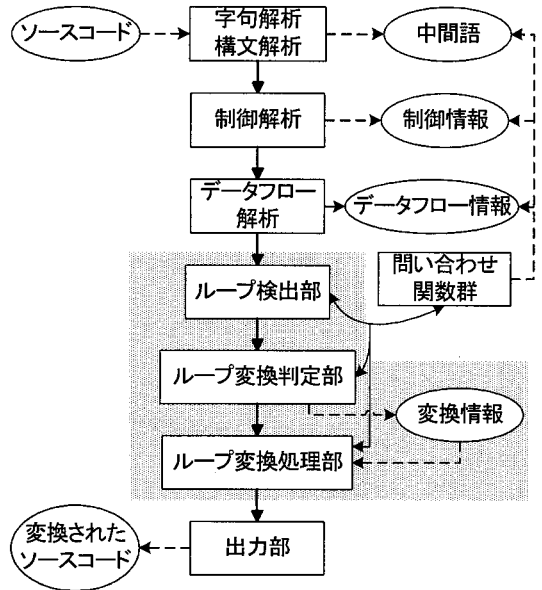 ソースコード
字句解析
構文解析
中間語
制御解析
制御情報
データフロー
解析
データフロー情報
ループ検出部
問い合わせ
関数群
ループ変換判定部
変換情報
ループ変換処理部
変換された
ソースコード
出力部